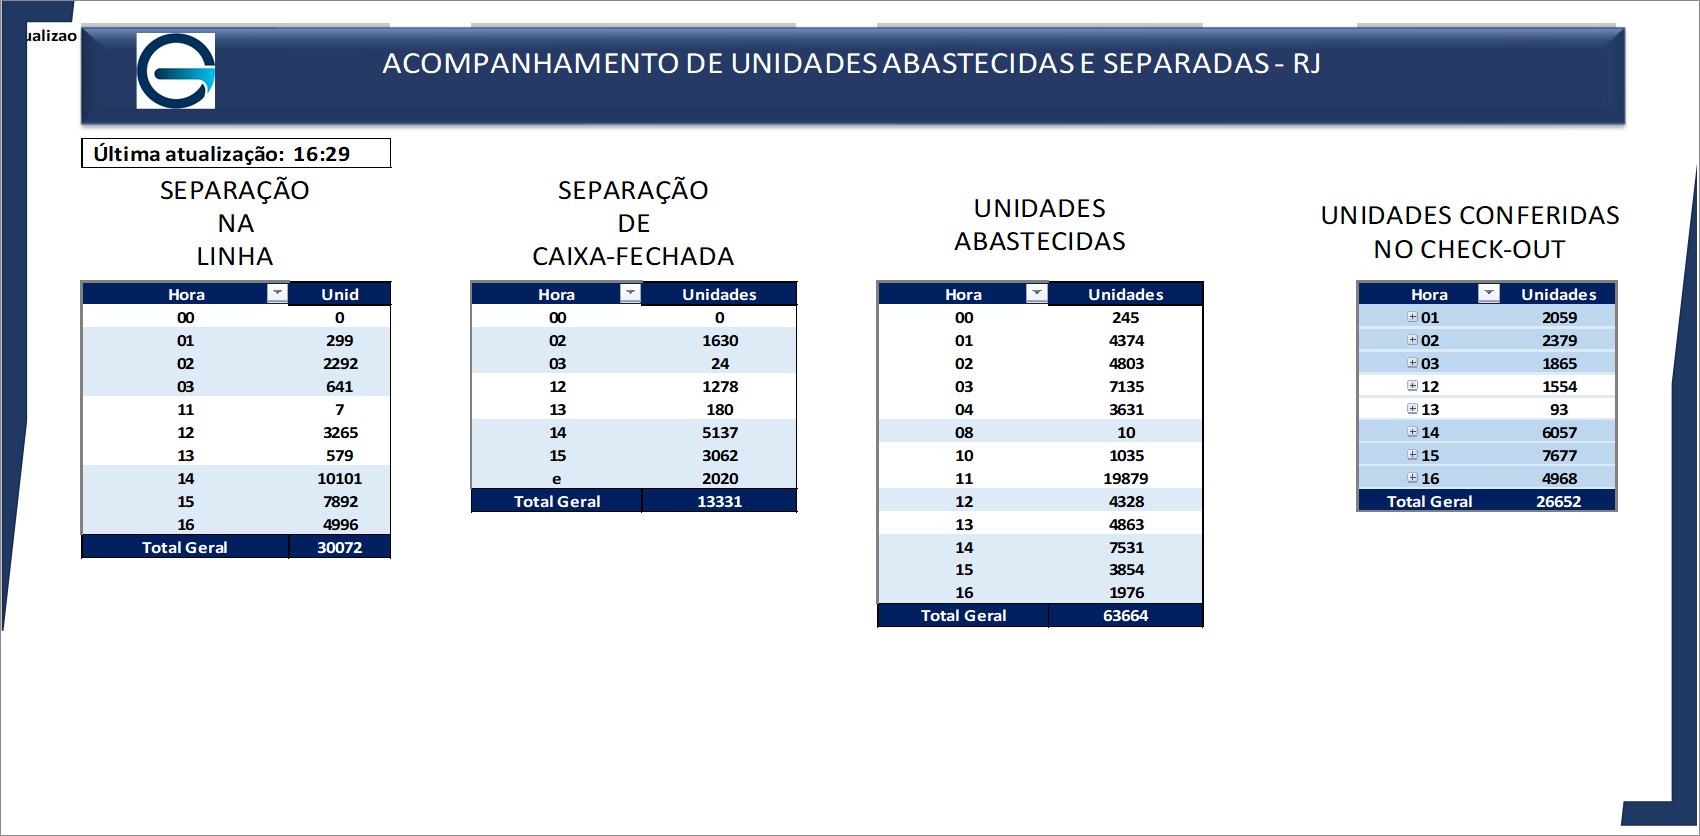 ualizao
ACOMPANHAMENTO DE UNIDADES ABASTECIDAS E SEPARADAS - RJ
Última atualização: 16:29
SEPARAÇÃO
NA
LINHA
Hora Unid
00 0
01 299
02 2292
03 641
11 7
12 3265
13 579
14 10101
15 7892
16 4996
Total Geral 30072
SEPARAÇÃO
DE
CAIXA-FECHADA
Hora Unidades
00 0
02 1630
03 24
12 1278
13 180
14 5137
15 3062
e 2020
Total Geral 13331
UNIDADES
ABASTECIDAS
Hora Unidades
00 245
01 4374
02 4803
03 7135
04 3631
08 10
10 1035
11 19879
12 4328
13 4863
14 7531
15 3854
16 1976
Total Geral 63664
UNIDADES CONFERIDAS
NO CHECK-OUT
Hora Unidades
01 2059
02 2379
03 1865
12 1554
13 93
14 6057
15 7677
16 4968
Total Geral 26652